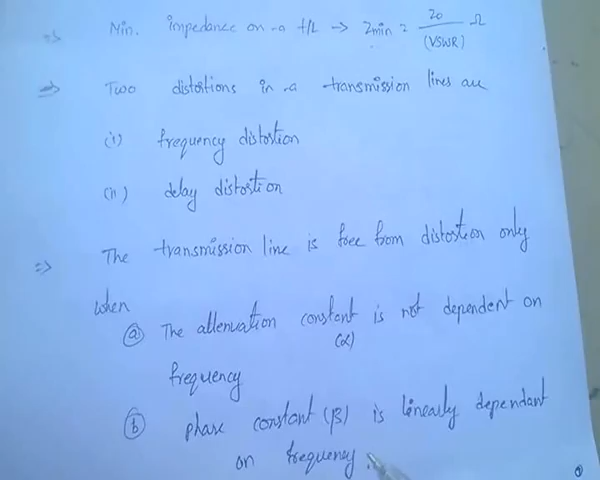 ⇒ Min. impedance on a t/L → Zmin = Z0 / (VSWR) Ω
⇒ Two distortions in a transmission lines are
(i) frequency distortion
(ii) delay distortion
⇒ The transmission line is free from distortion only
when
(a) The attenuation constant is not dependent on
(α)
frequency
(b) phase constant (β) is linearly dependant
on frequency.